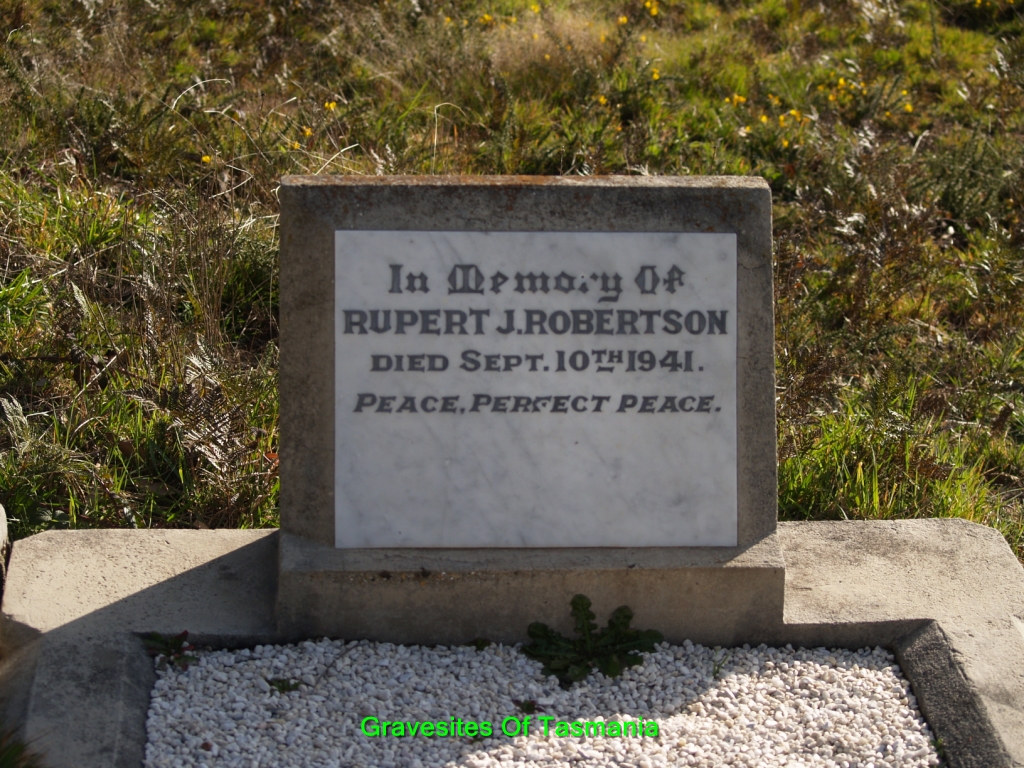 In Memory Of
RUPERT J. ROBERTSON
DIED SEPT. 10TH 1941.
PEACE, PERFECT PEACE.
Gravesites Of Tasmania